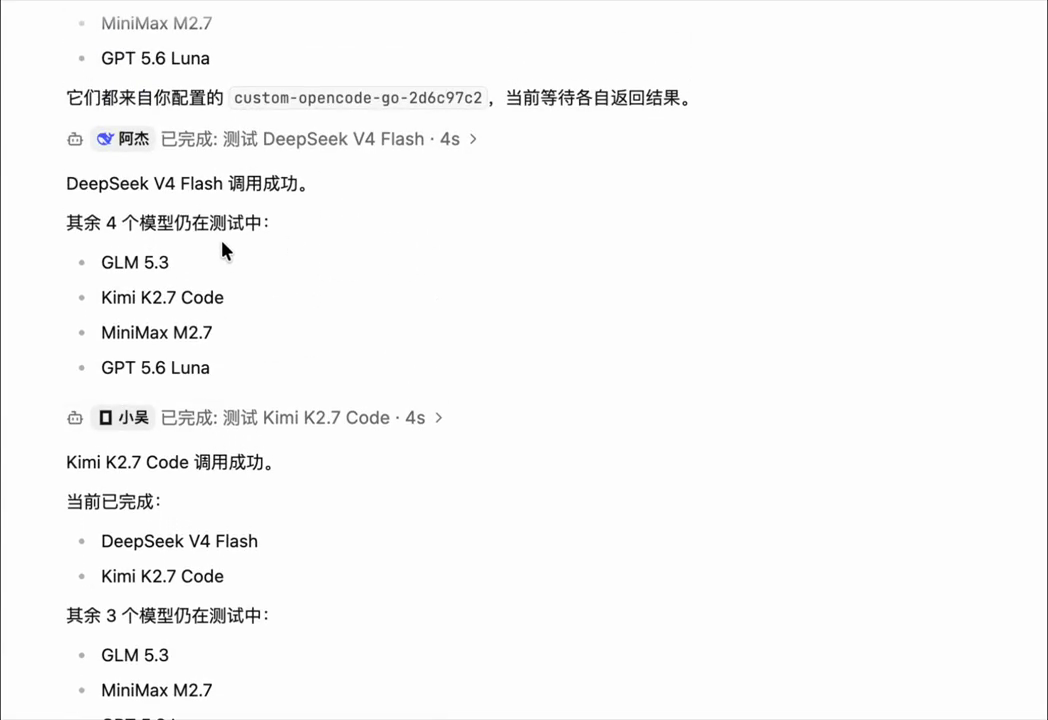 MiniMax M2.7
GPT 5.6 Luna
它们都来自你配置的 custom-opencode-go-2d6c97c2，当前等待各自返回结果。
阿杰 已完成: 测试 DeepSeek V4 Flash · 4s >
DeepSeek V4 Flash 调用成功。
其余 4 个模型仍在测试中：
GLM 5.3
Kimi K2.7 Code
MiniMax M2.7
GPT 5.6 Luna
小吴 已完成: 测试 Kimi K2.7 Code · 4s >
Kimi K2.7 Code 调用成功。
当前已完成：
DeepSeek V4 Flash
Kimi K2.7 Code
其余 3 个模型仍在测试中：
GLM 5.3
MiniMax M2.7